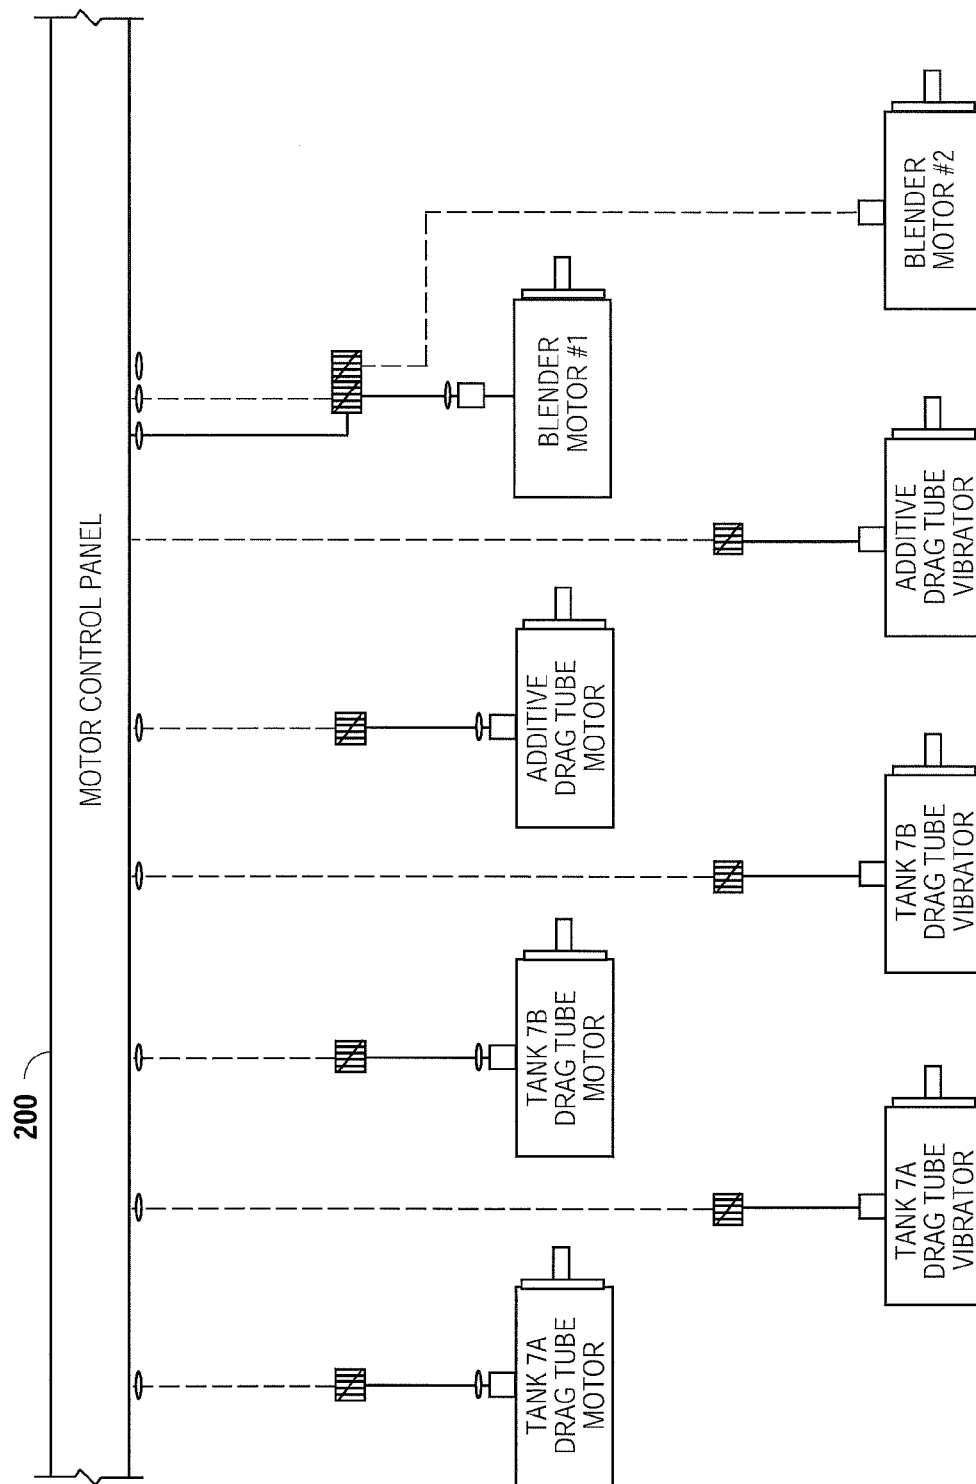 200
MOTOR CONTROL PANEL
TANK 7A
DRAG TUBE
MOTOR
TANK 7B
DRAG TUBE
MOTOR
ADDITIVE
DRAG TUBE
MOTOR
BLENDER
MOTOR #1
TANK 7A
DRAG TUBE
VIBRATOR
TANK 7B
DRAG TUBE
VIBRATOR
ADDITIVE
DRAG TUBE
VIBRATOR
BLENDER
MOTOR #2